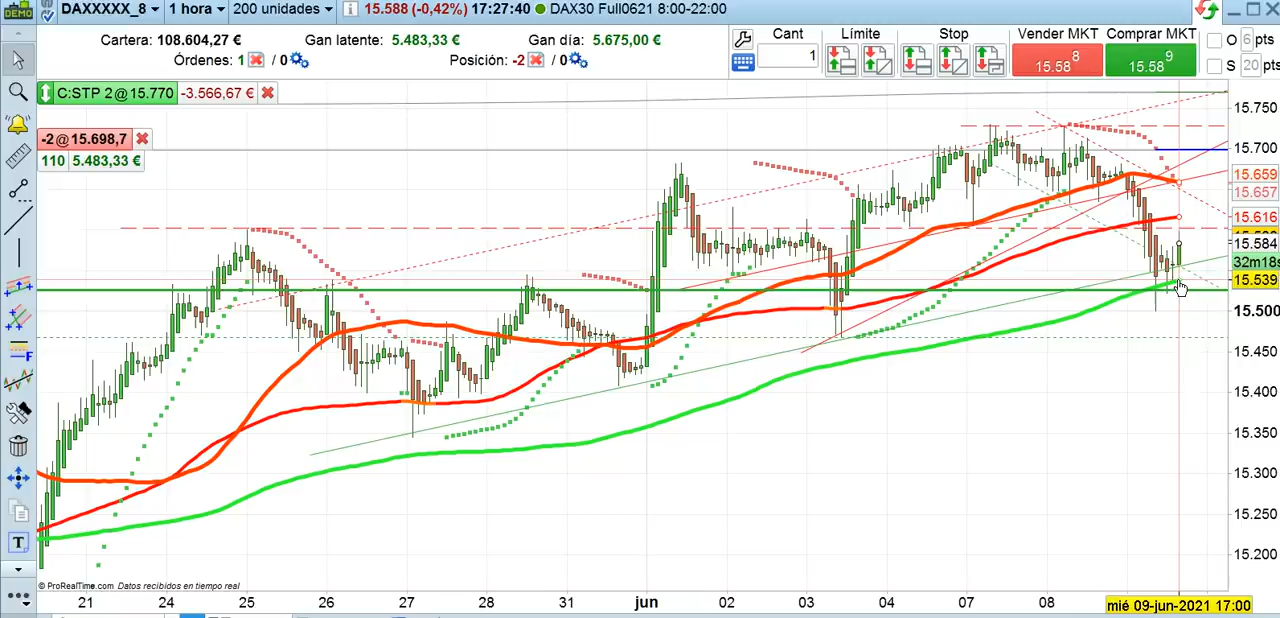 DEMO DAXXXXX_8 1 hora 200 unidades 15.588 (-0,42%) 17:27:40 DAX30 Full0621 8:00-22:00
Cartera: 108.604,27 € Gan latente: 5.483,33 € Gan día: 5.675,00 €
Órdenes: 1 / 0 Posición: -2 / 0
Cant Límite Stop Vender MKT Comprar MKT
1
15.58 8 15.58 9
O 6 pts
S 20 pts
C:STP 2@15.770 -3.566,67 €
-2@15.698,7
110 5.483,33 €
15.750
15.700
15.659
15.657
15.616
15.584
32m18s
15.539
15.500
15.450
15.400
15.350
15.300
15.250
15.200
© ProRealTime.com Datos recibidos en tiempo real
21 24 25 26 27 28 31 jun 02 03 04 07 08 mié 09-jun-2021 17:00
F
T